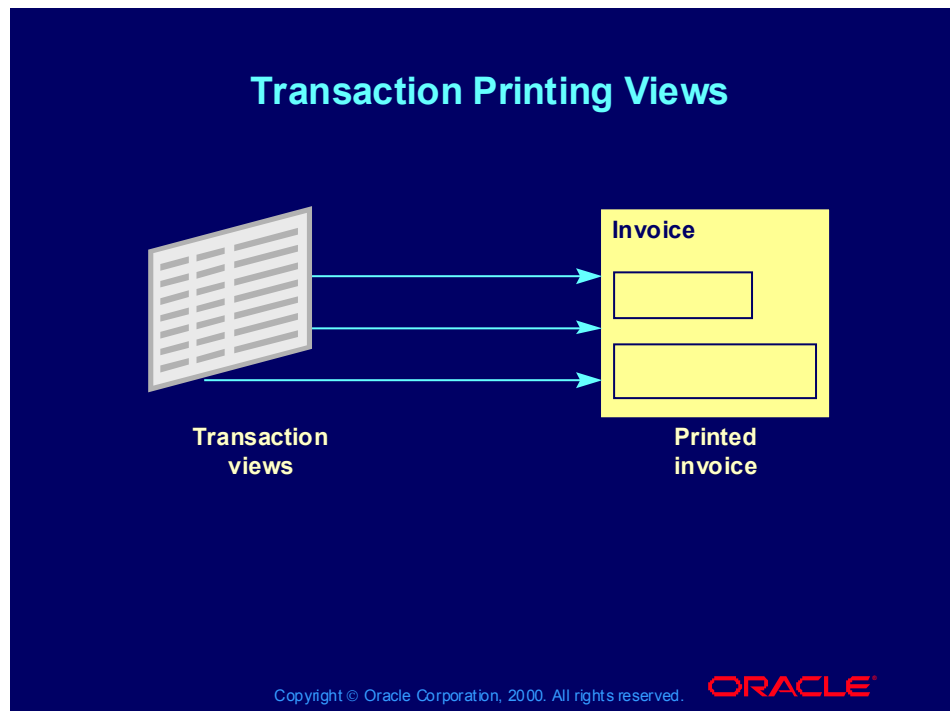 Transaction Printing Views
Invoice
Transaction
views
Printed
invoice
Copyright © Oracle Corporation, 2000. All rights reserved.
ORACLE®